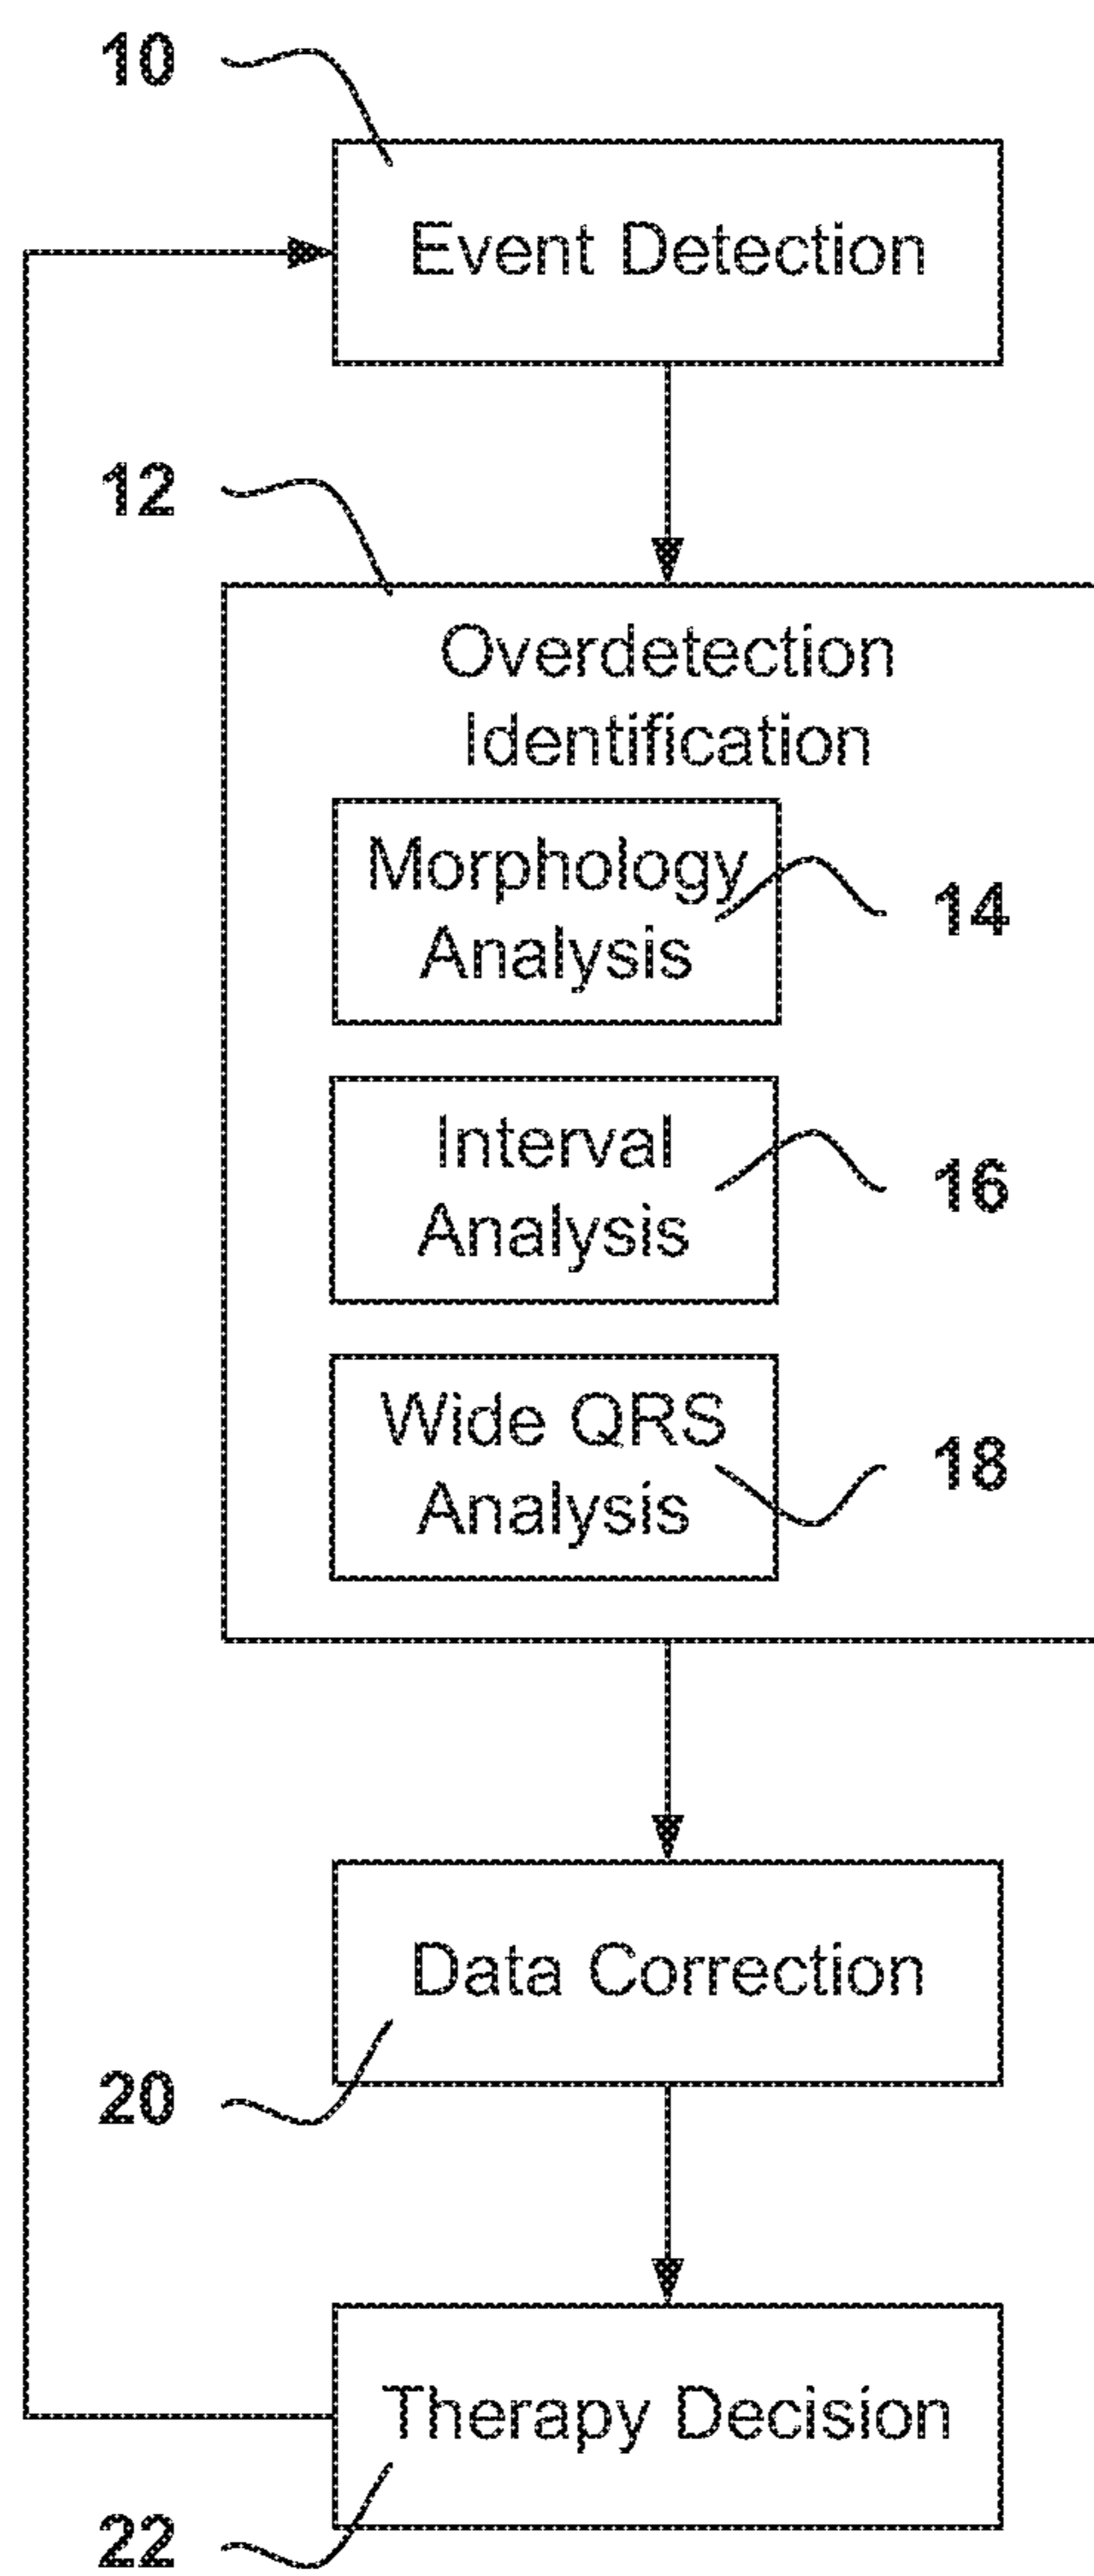 10
Event Detection
12
Overdetection
Identification
Morphology
Analysis
14
Interval
Analysis
16
Wide QRS
Analysis
18
Data Correction
20
Therapy Decision
22